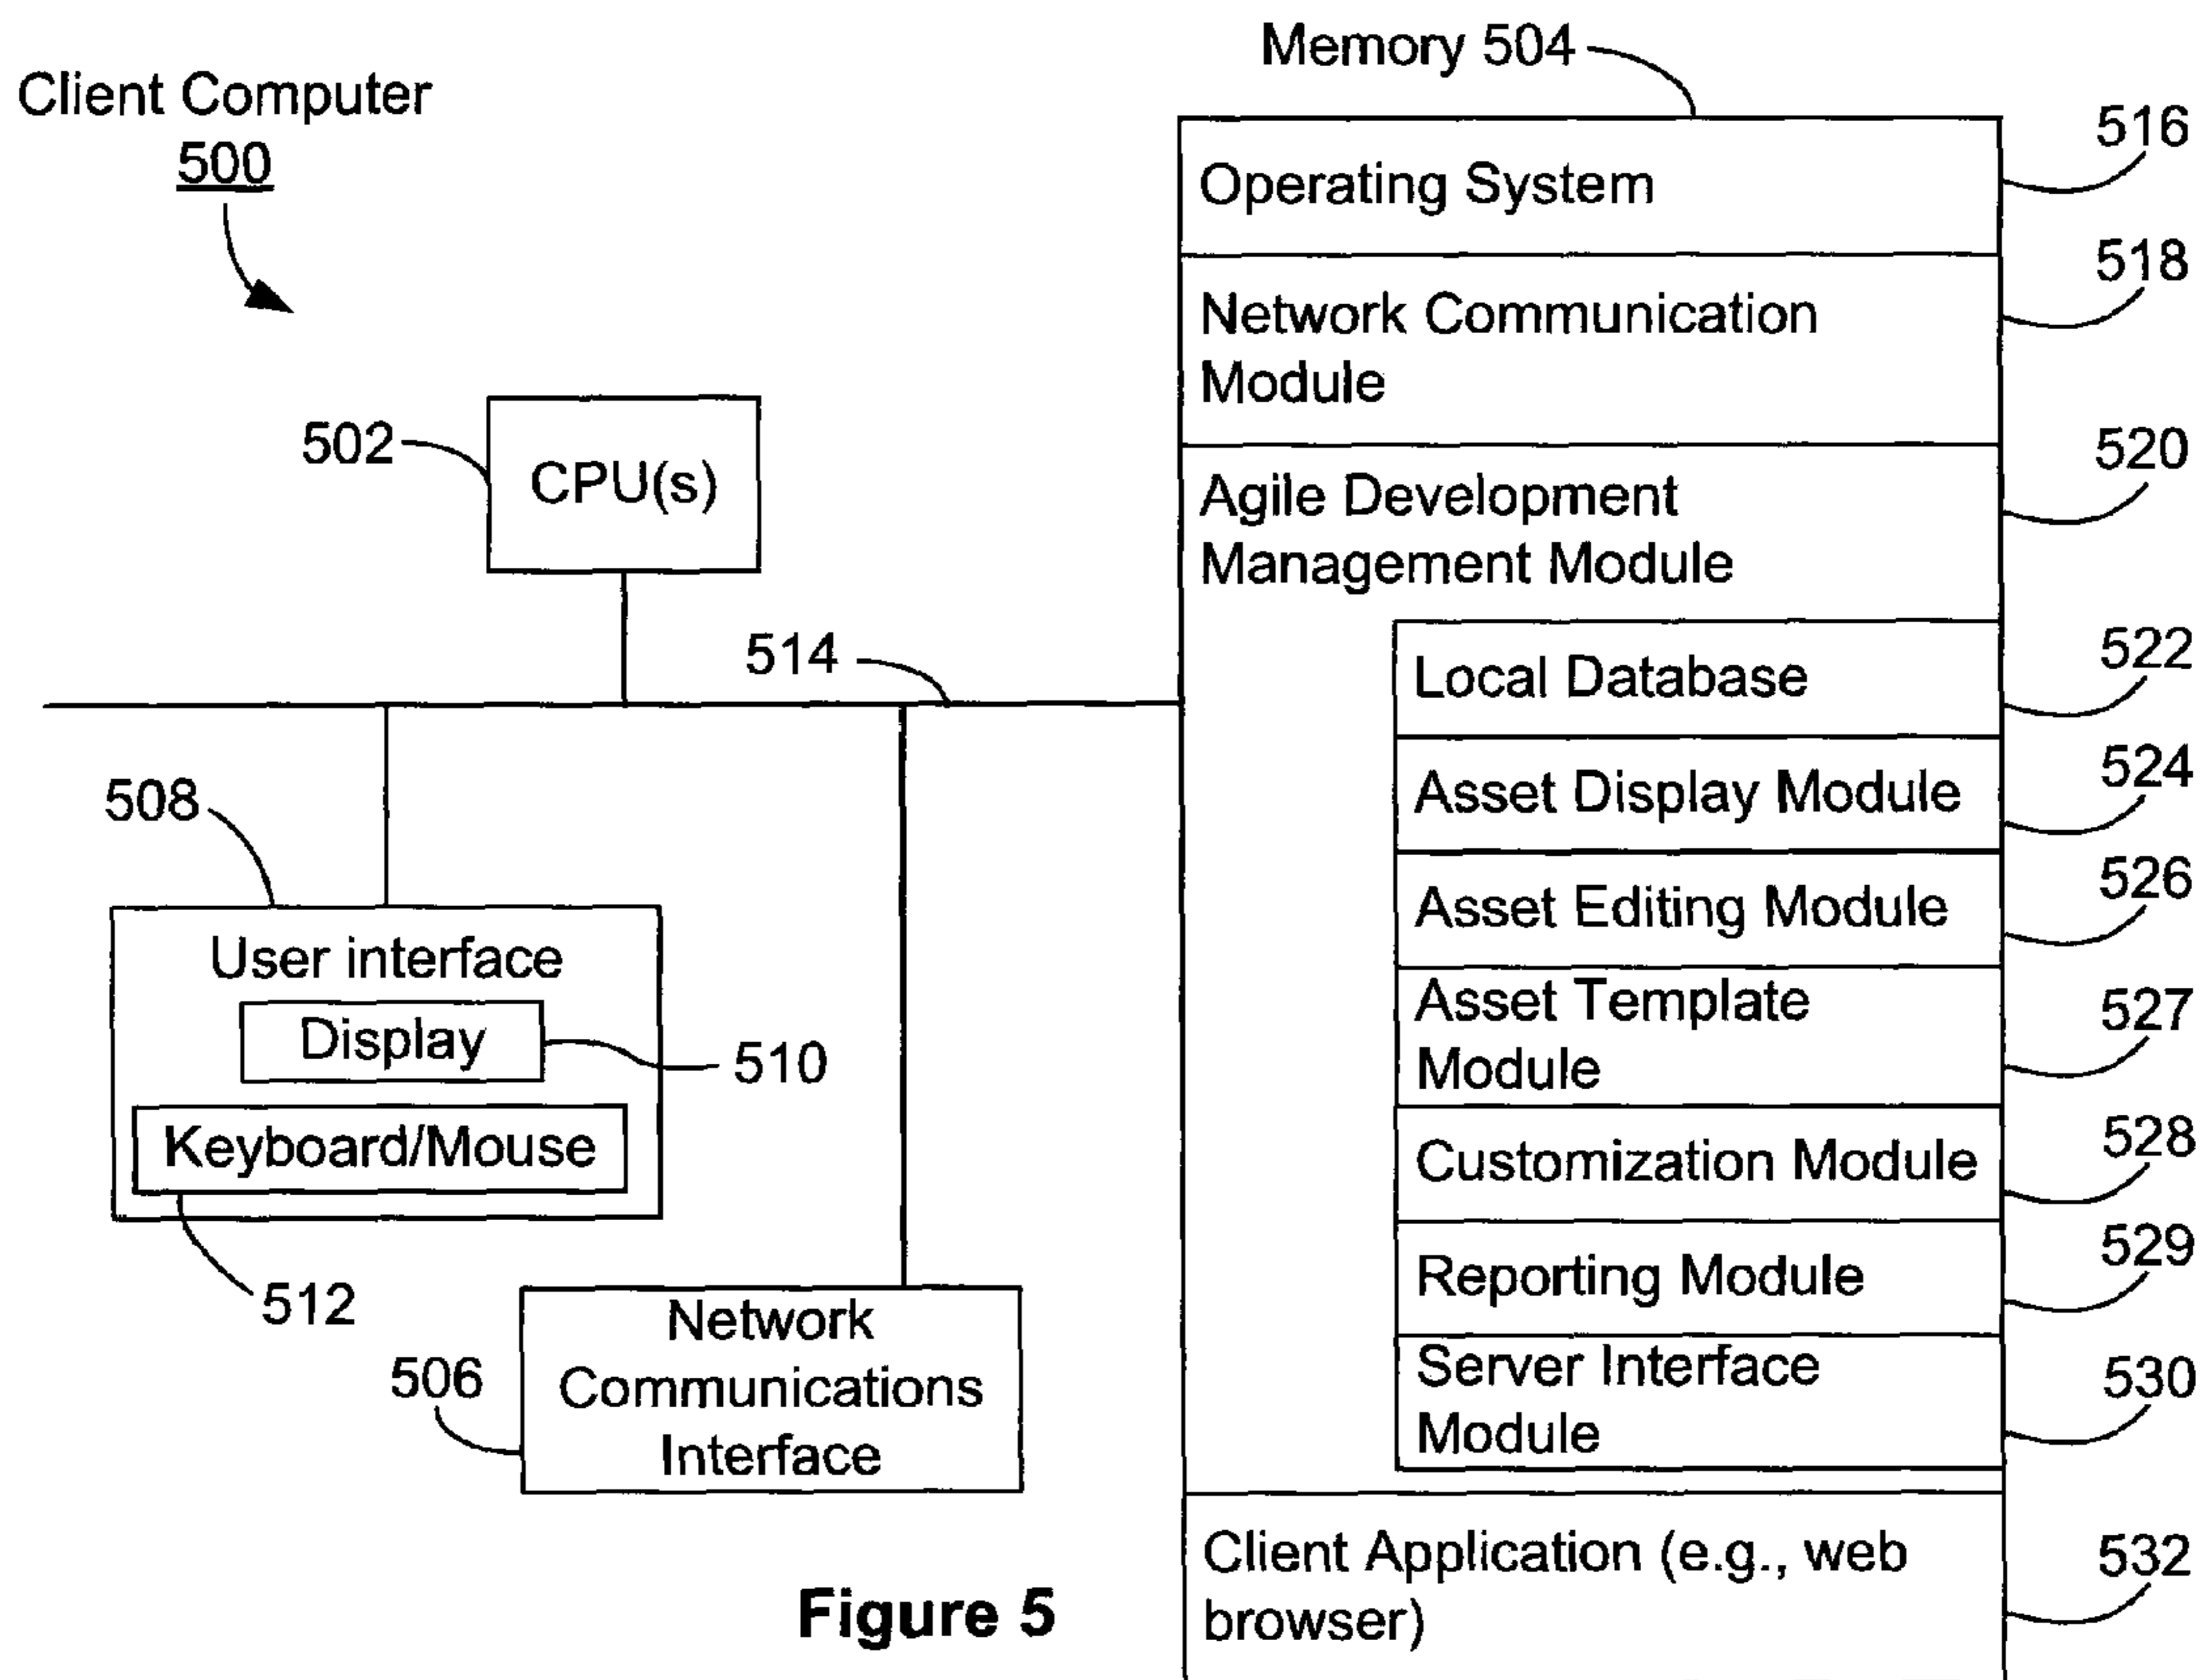 Client Computer
500
502
CPU(s)
514
508
User interface
Display
510
Keyboard/Mouse
512
506
Network
Communications
Interface
Memory 504
Operating System
516
Network Communication
Module
518
Agile Development
Management Module
520
Local Database
522
Asset Display Module
524
Asset Editing Module
526
Asset Template
Module
527
Customization Module
528
Reporting Module
529
Server Interface
Module
530
Client Application (e.g., web
browser)
532
Figure 5